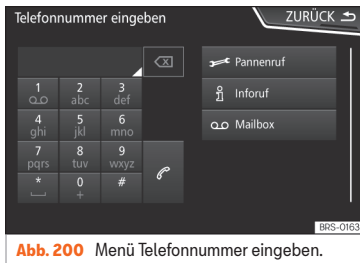 Telefonnummer eingeben
ZURÜCK
Pannenruf
1 2 abc 3 def
Inforuf
4 ghi 5 jkl 6 mno
Mailbox
7 pqrs 8 tuv 9 wxyz
* 0 + #
BRS-0163
Abb. 200 Menü Telefonnummer eingeben.